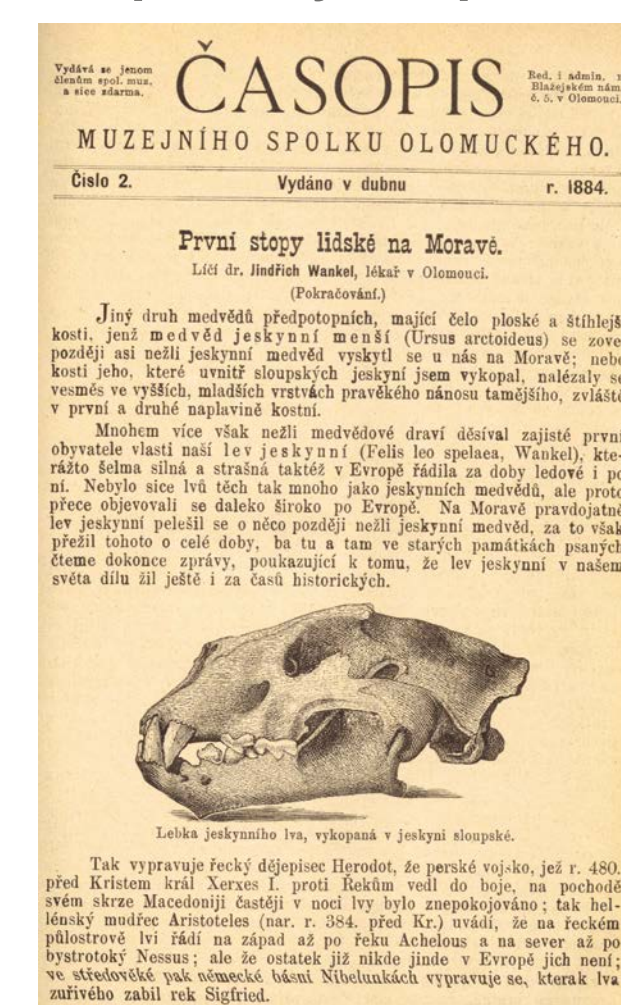 Vydává se jenom
členům spol. muz.
a sice zdarma.
ČASOPIS
Red. i admin.
Blažejském nám
č. 5. v Olomouci.
MUZEJNÍHO SPOLKU OLOMUCKÉHO.
Číslo 2.
Vydáno v dubnu
r. 1884.
První stopy lidské na Moravě.
Líčí dr. Jindřich Wankel, lékař v Olomouci.
(Pokračování.)
Jiný druh medvědů předpotopních, mající čelo ploské a štíhlejš
kosti, jenž medvěd jeskynní menší (Ursus arctoideus) se zove
později asi nežli jeskynní medvěd vyskytl se u nás na Moravě; nebo
kosti jeho, které uvnitř sloupských jeskyní jsem vykopal, nalézaly se
vesměs ve vyšších, mladších vrstvách pravěkého nánosu tamějšího, zvláště
v první a druhé naplavině kostní.
Mnohem více však nežli medvědové draví děsíval zajisté první
obyvatele vlasti naší lev jeskynní (Felis leo spelaea, Wankel), kte-
rážto šelma silná a strašná taktéž v Evropě řádila za doby ledové i po
ní. Nebylo sice lvů těch tak mnoho jako jeskynních medvědů, ale proto
přece objevovali se daleko široko po Evropě. Na Moravě pravdojatně
lev jeskynní pelešil se o něco později nežli jeskynní medvěd, za to však
přežil tohoto o celé doby, ba tu a tam ve starých památkách psaných
čteme dokonce zprávy, poukazující k tomu, že lev jeskynní v našem
světa dílu žil ještě i za časů historických.
Lebka jeskynního lva, vykopaná v jeskyni sloupské.
Tak vypravuje řecký dějepisec Herodot, že perské vojsko, jež r. 480.
před Kristem král Xerxes I. proti Řekům vedl do boje, na pochodě
svém skrze Macedoniji častěji v noci lvy bylo znepokojováno; tak hel-
lénský mudřec Aristoteles (nar. r. 384. před Kr.) uvádí, že na řeckém
půlostrově lvi řádí na západ až po řeku Achelous a na sever až po
bystrotoký Nessus; ale že ostatek již nikde jinde v Evropě jich není;
ve středověké pak německé básni Nibelunkách vypravuje se, kterak lva
zuřivého zabil rek Sigfried.